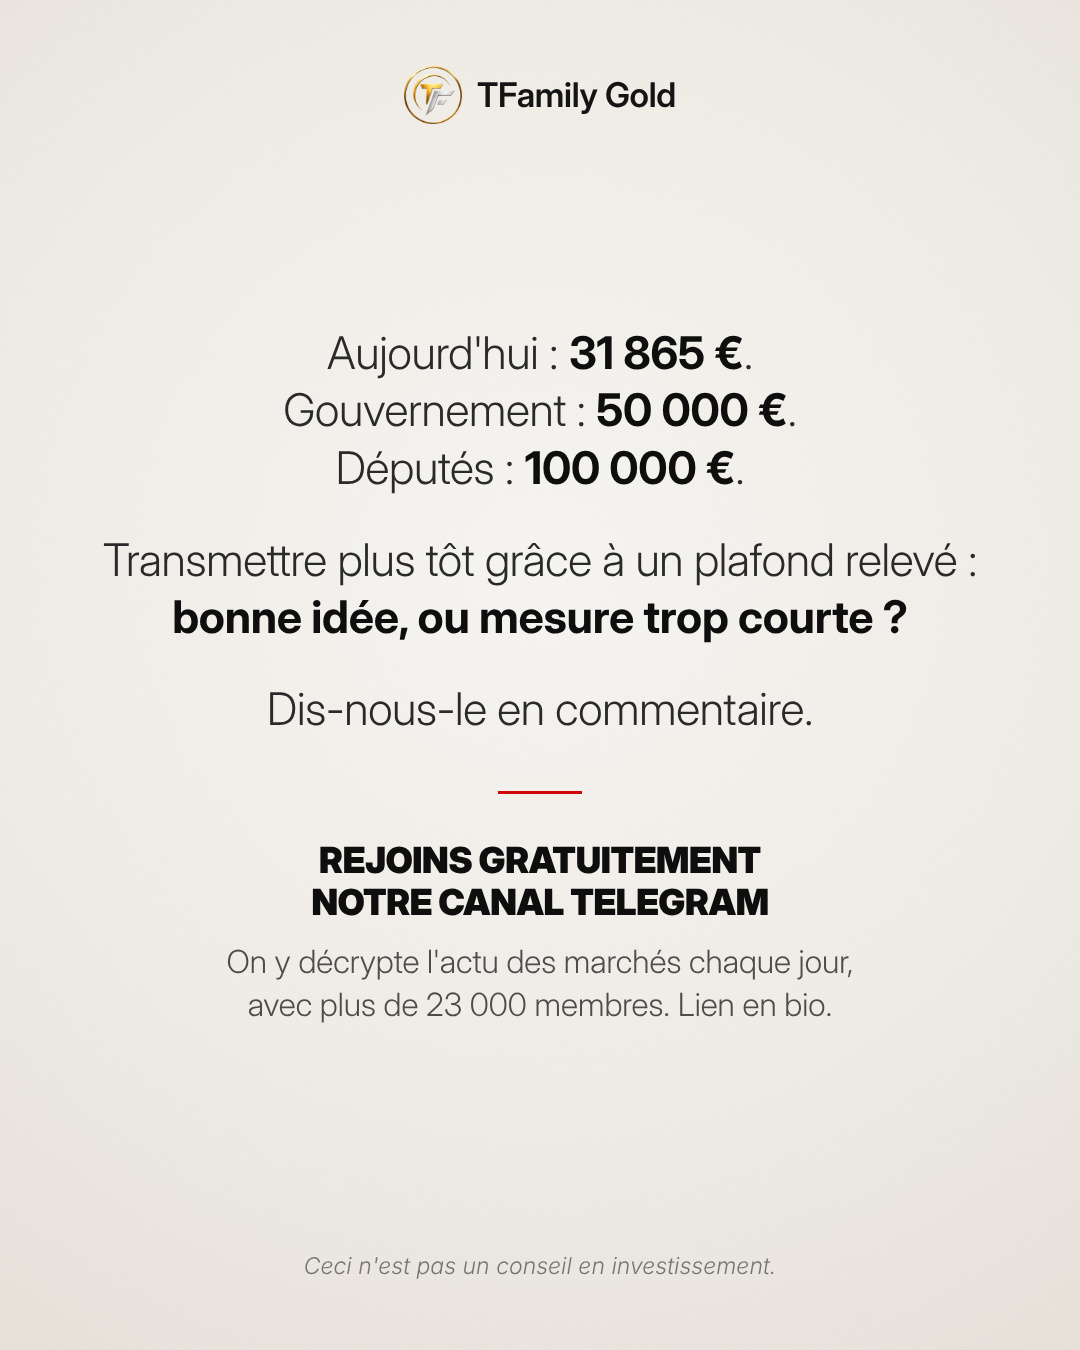 TF TFamily Gold
Aujourd'hui : 31 865 €.
Gouvernement : 50 000 €.
Députés : 100 000 €.
Transmettre plus tôt grâce à un plafond relevé :
bonne idée, ou mesure trop courte ?
Dis-nous-le en commentaire.
REJOINS GRATUITEMENT
NOTRE CANAL TELEGRAM
On y décrypte l'actu des marchés chaque jour,
avec plus de 23 000 membres. Lien en bio.
Ceci n'est pas un conseil en investissement.